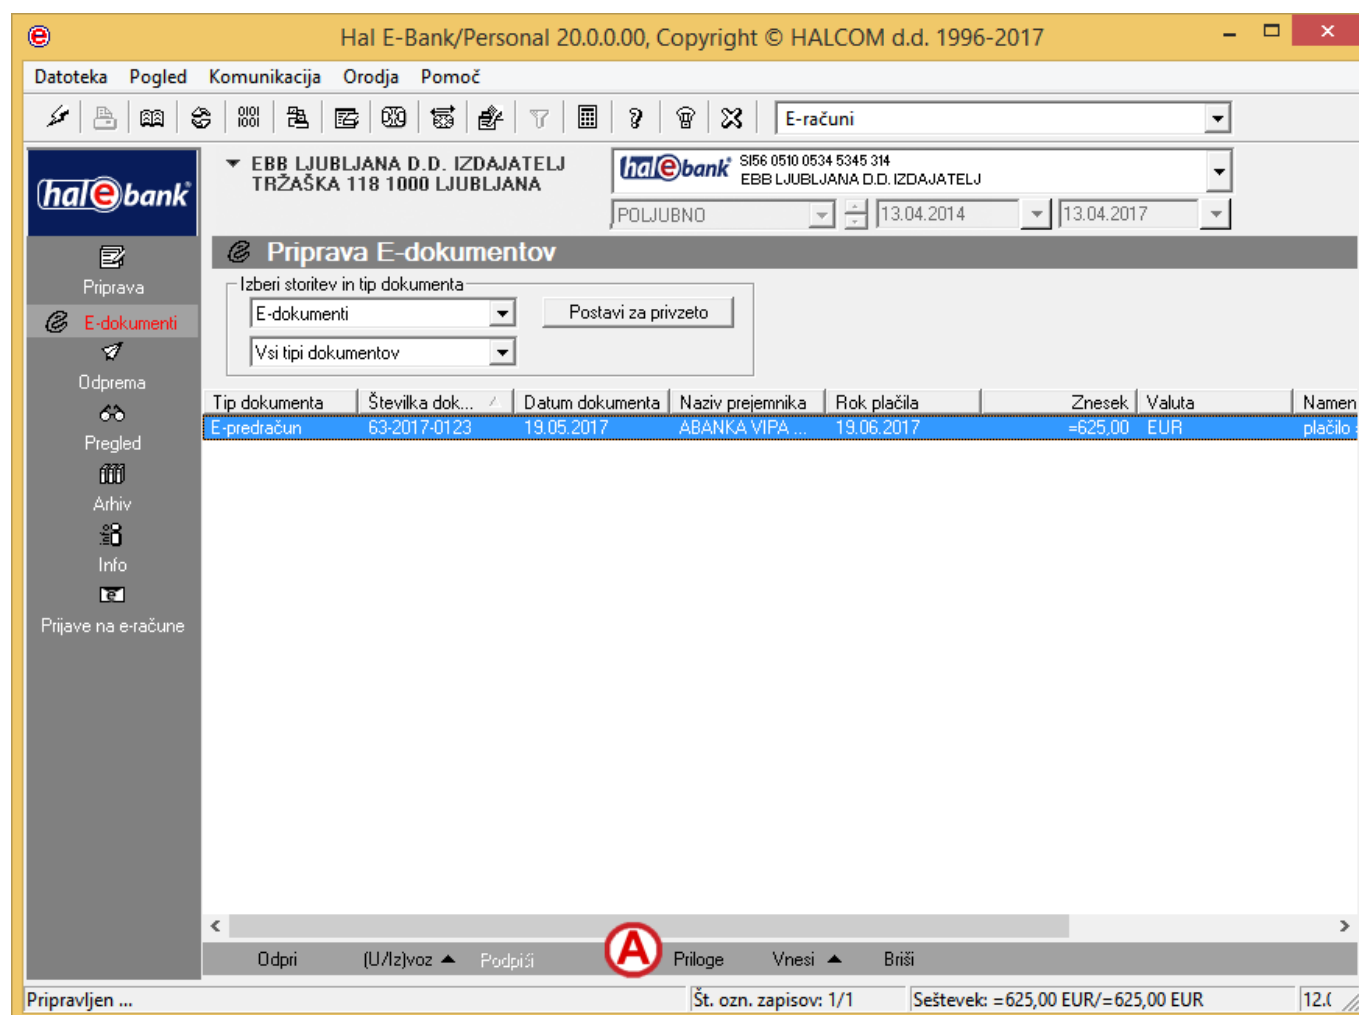 Hal E-Bank/Personal 20.0.0.00, Copyright © HALCOM d.d. 1996-2017
Datoteka Pogled Komunikacija Orodja Pomoč
E-računi
hal e bank
EBB LJUBLJANA D.D. IZDAJATELJ
TRŽAŠKA 118 1000 LJUBLJANA
hal e bank SI56 0510 0534 5345 314
EBB LJUBLJANA D.D. IZDAJATELJ
POLJUBNO 13.04.2014 13.04.2017
Priprava E-dokumentov
Priprava
E-dokumenti
Odprema
Pregled
Arhiv
Info
Prijave na e-račune
Izberi storitev in tip dokumenta
E-dokumenti Postavi za privzeto
Vsi tipi dokumentov
Tip dokumenta Številka dok... Datum dokumenta Naziv prejemnika Rok plačila Znesek Valuta Namen
E-predračun 63-2017-0123 19.05.2017 ABANKA VIPA ... 19.06.2017 =625,00 EUR plačilo
Odpri (U/Iz)voz Podpiši A Priloge Vnesi Briši
Pripravljen ... Št. ozn. zapisov: 1/1 Seštevek: =625,00 EUR/=625,00 EUR 12.